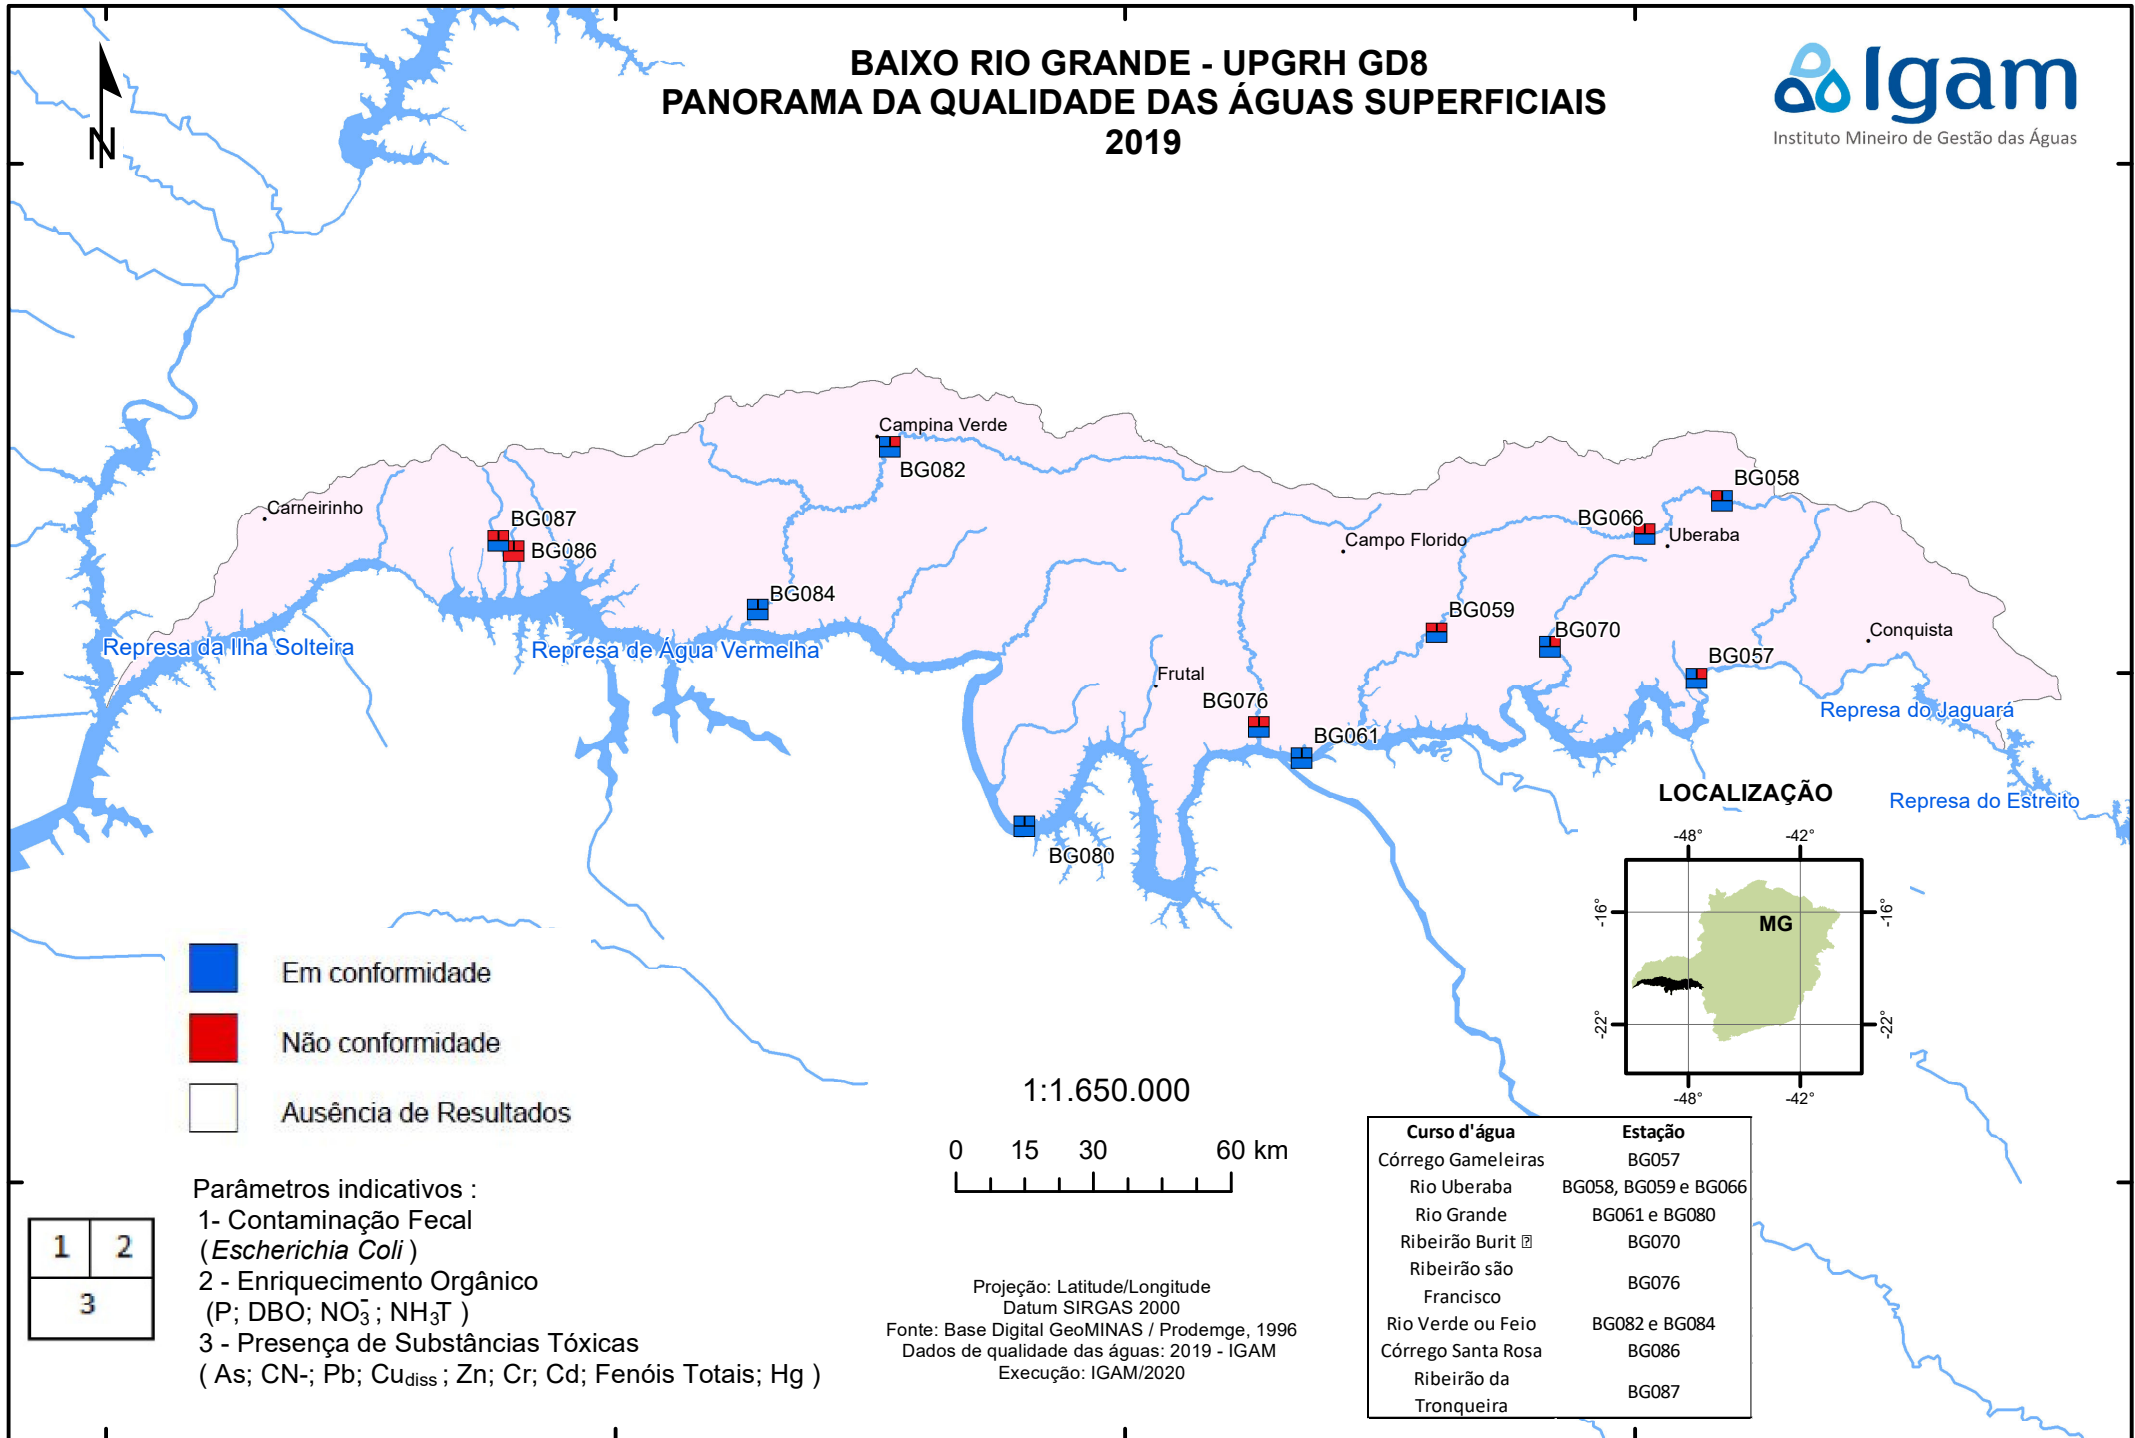 BAIXO RIO GRANDE - UPGRH GD8
PANORAMA DA QUALIDADE DAS ÁGUAS SUPERFICIAIS
2019
Igam
Instituto Mineiro de Gestão das Águas
N
Campina Verde
BG082
BG058
Carneirinho
BG087
BG086
BG066
Uberaba
Campo Florido
BG084
BG059
BG070
Conquista
Represa da Ilha Solteira
Represa de Água Vermelha
BG057
Frutal
BG076
Represa do Jaguará
BG061
BG080
LOCALIZAÇÃO
Represa do Estreito
-48° -42°
-16° MG -16°
-22° -22°
-48° -42°
Em conformidade
Não conformidade
Ausência de Resultados
1:1.650.000
0 15 30 60 km
Parâmetros indicativos :
1- Contaminação Fecal
(Escherichia Coli )
2 - Enriquecimento Orgânico
(P; DBO; NO3-; NH3T )
3 - Presença de Substâncias Tóxicas
( As; CN-; Pb; Cudiss ; Zn; Cr; Cd; Fenóis Totais; Hg )
1 2
3
Projeção: Latitude/Longitude
Datum SIRGAS 2000
Fonte: Base Digital GeoMINAS / Prodemge, 1996
Dados de qualidade das águas: 2019 - IGAM
Execução: IGAM/2020
Curso d'água Estação
Córrego Gameleiras BG057
Rio Uberaba BG058, BG059 e BG066
Rio Grande BG061 e BG080
Ribeirão Burit BG070
Ribeirão são
Francisco BG076
Rio Verde ou Feio BG082 e BG084
Córrego Santa Rosa BG086
Ribeirão da
Tronqueira BG087